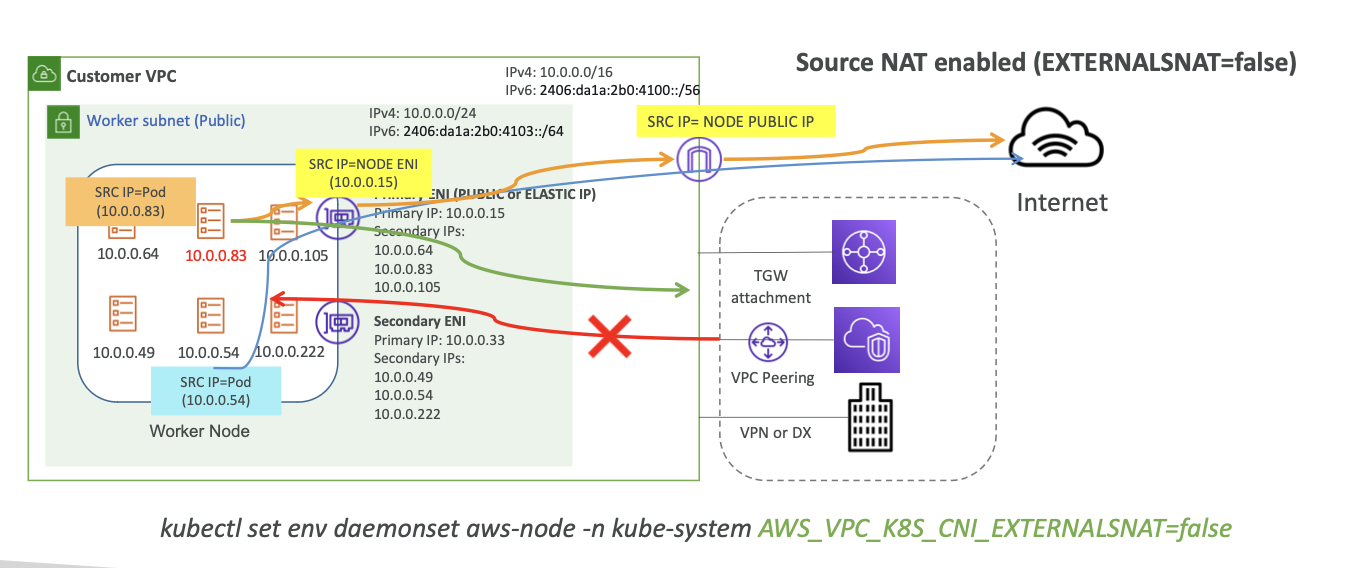 Source NAT enabled (EXTERNALSNAT=false)
Customer VPC
IPv4: 10.0.0.0/16
IPv6: 2406:da1a:2b0:4100::/56
Worker subnet (Public)
IPv4: 10.0.0.0/24
IPv6: 2406:da1a:2b0:4103::/64
SRC IP= NODE PUBLIC IP
SRC IP=NODE ENI
(10.0.0.15)
SRC IP=Pod
(10.0.0.83)
10.0.0.64
10.0.0.83
10.0.0.105
Primary ENI (PUBLIC or ELASTIC IP)
Primary IP: 10.0.0.15
Secondary IPs:
10.0.0.64
10.0.0.83
10.0.0.105
Internet
TGW
attachment
10.0.0.49
10.0.0.54
10.0.0.222
Secondary ENI
Primary IP: 10.0.0.33
Secondary IPs:
10.0.0.49
10.0.0.54
10.0.0.222
SRC IP=Pod
(10.0.0.54)
Worker Node
VPC Peering
VPN or DX
kubectl set env daemonset aws-node -n kube-system AWS_VPC_K8S_CNI_EXTERNALSNAT=false